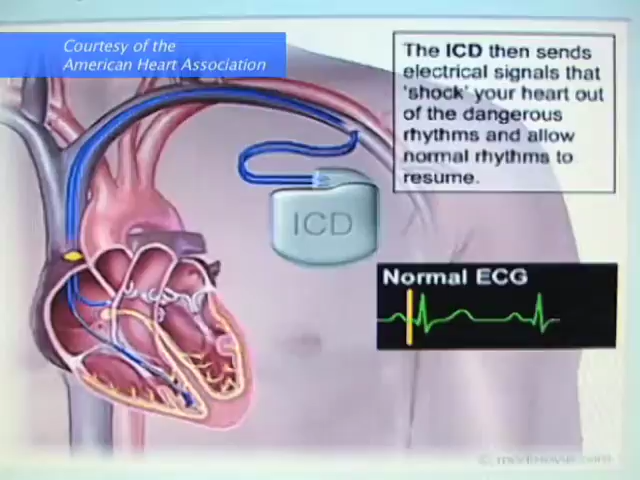 Courtesy of the
American Heart Association
The ICD then sends
electrical signals that
'shock' your heart out
of the dangerous
rhythms and allow
normal rhythms to
resume.
ICD
Normal ECG